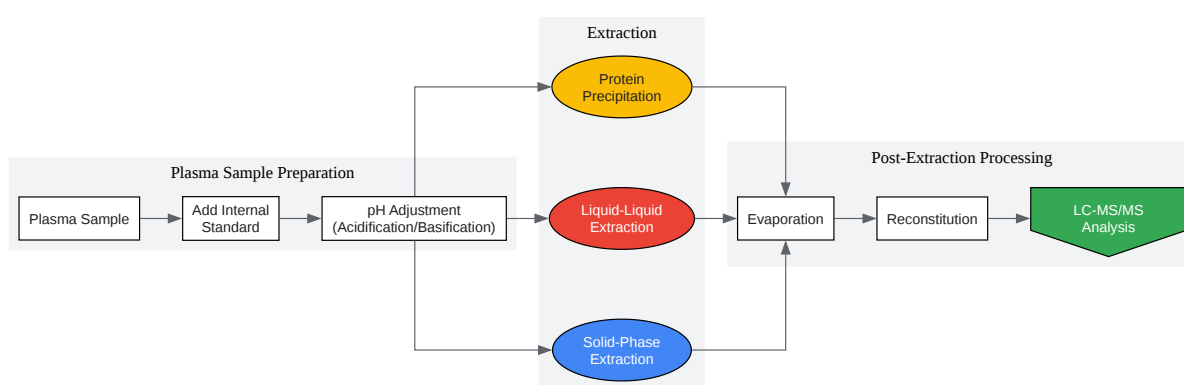 Extraction
Protein
Precipitation
Plasma Sample Preparation
Post-Extraction Processing
Plasma Sample
Add Internal
Standard
pH Adjustment
(Acidification/Basification)
Liquid-Liquid
Extraction
Evaporation
Reconstitution
LC-MS/MS
Analysis
Solid-Phase
Extraction